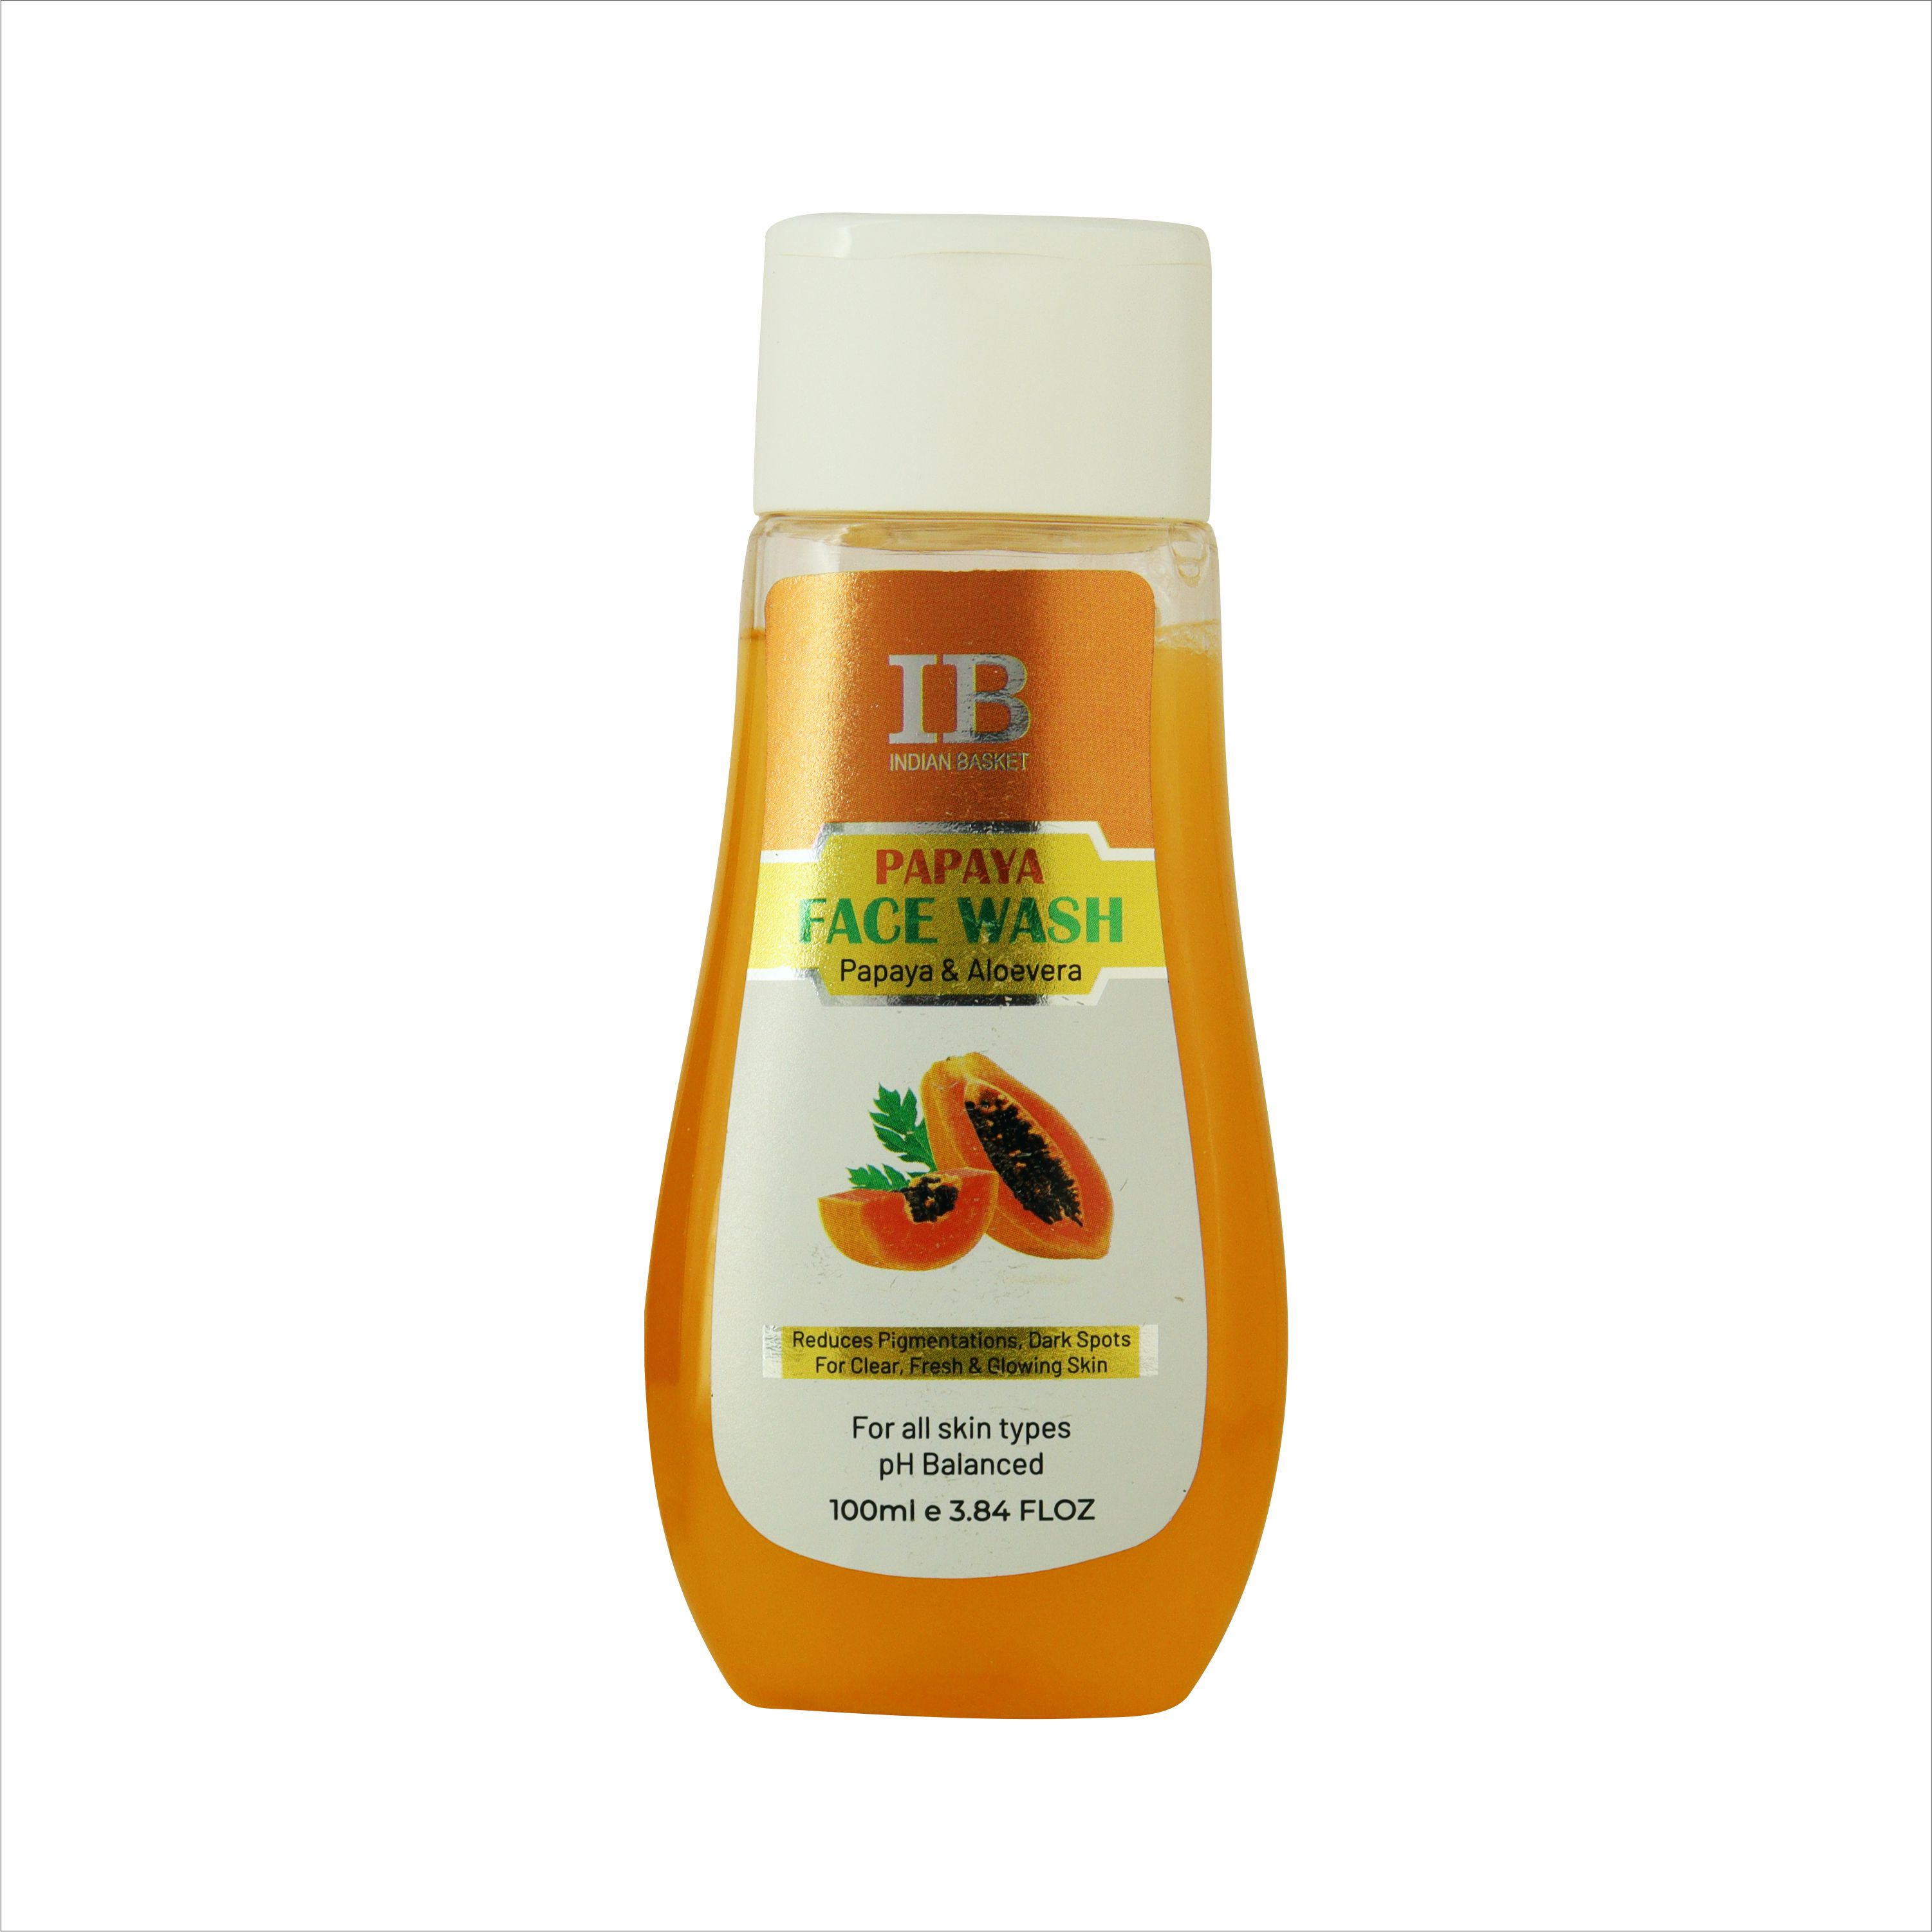 IB
INDIAN BASKET
PAPAYA
FACE WASH
Papaya & Aloevera
Reduces Pigmentations, Dark Spots
For Clear, Fresh & Glowing Skin
For all skin types
pH Balanced
100ml e 3.84 FLOZ